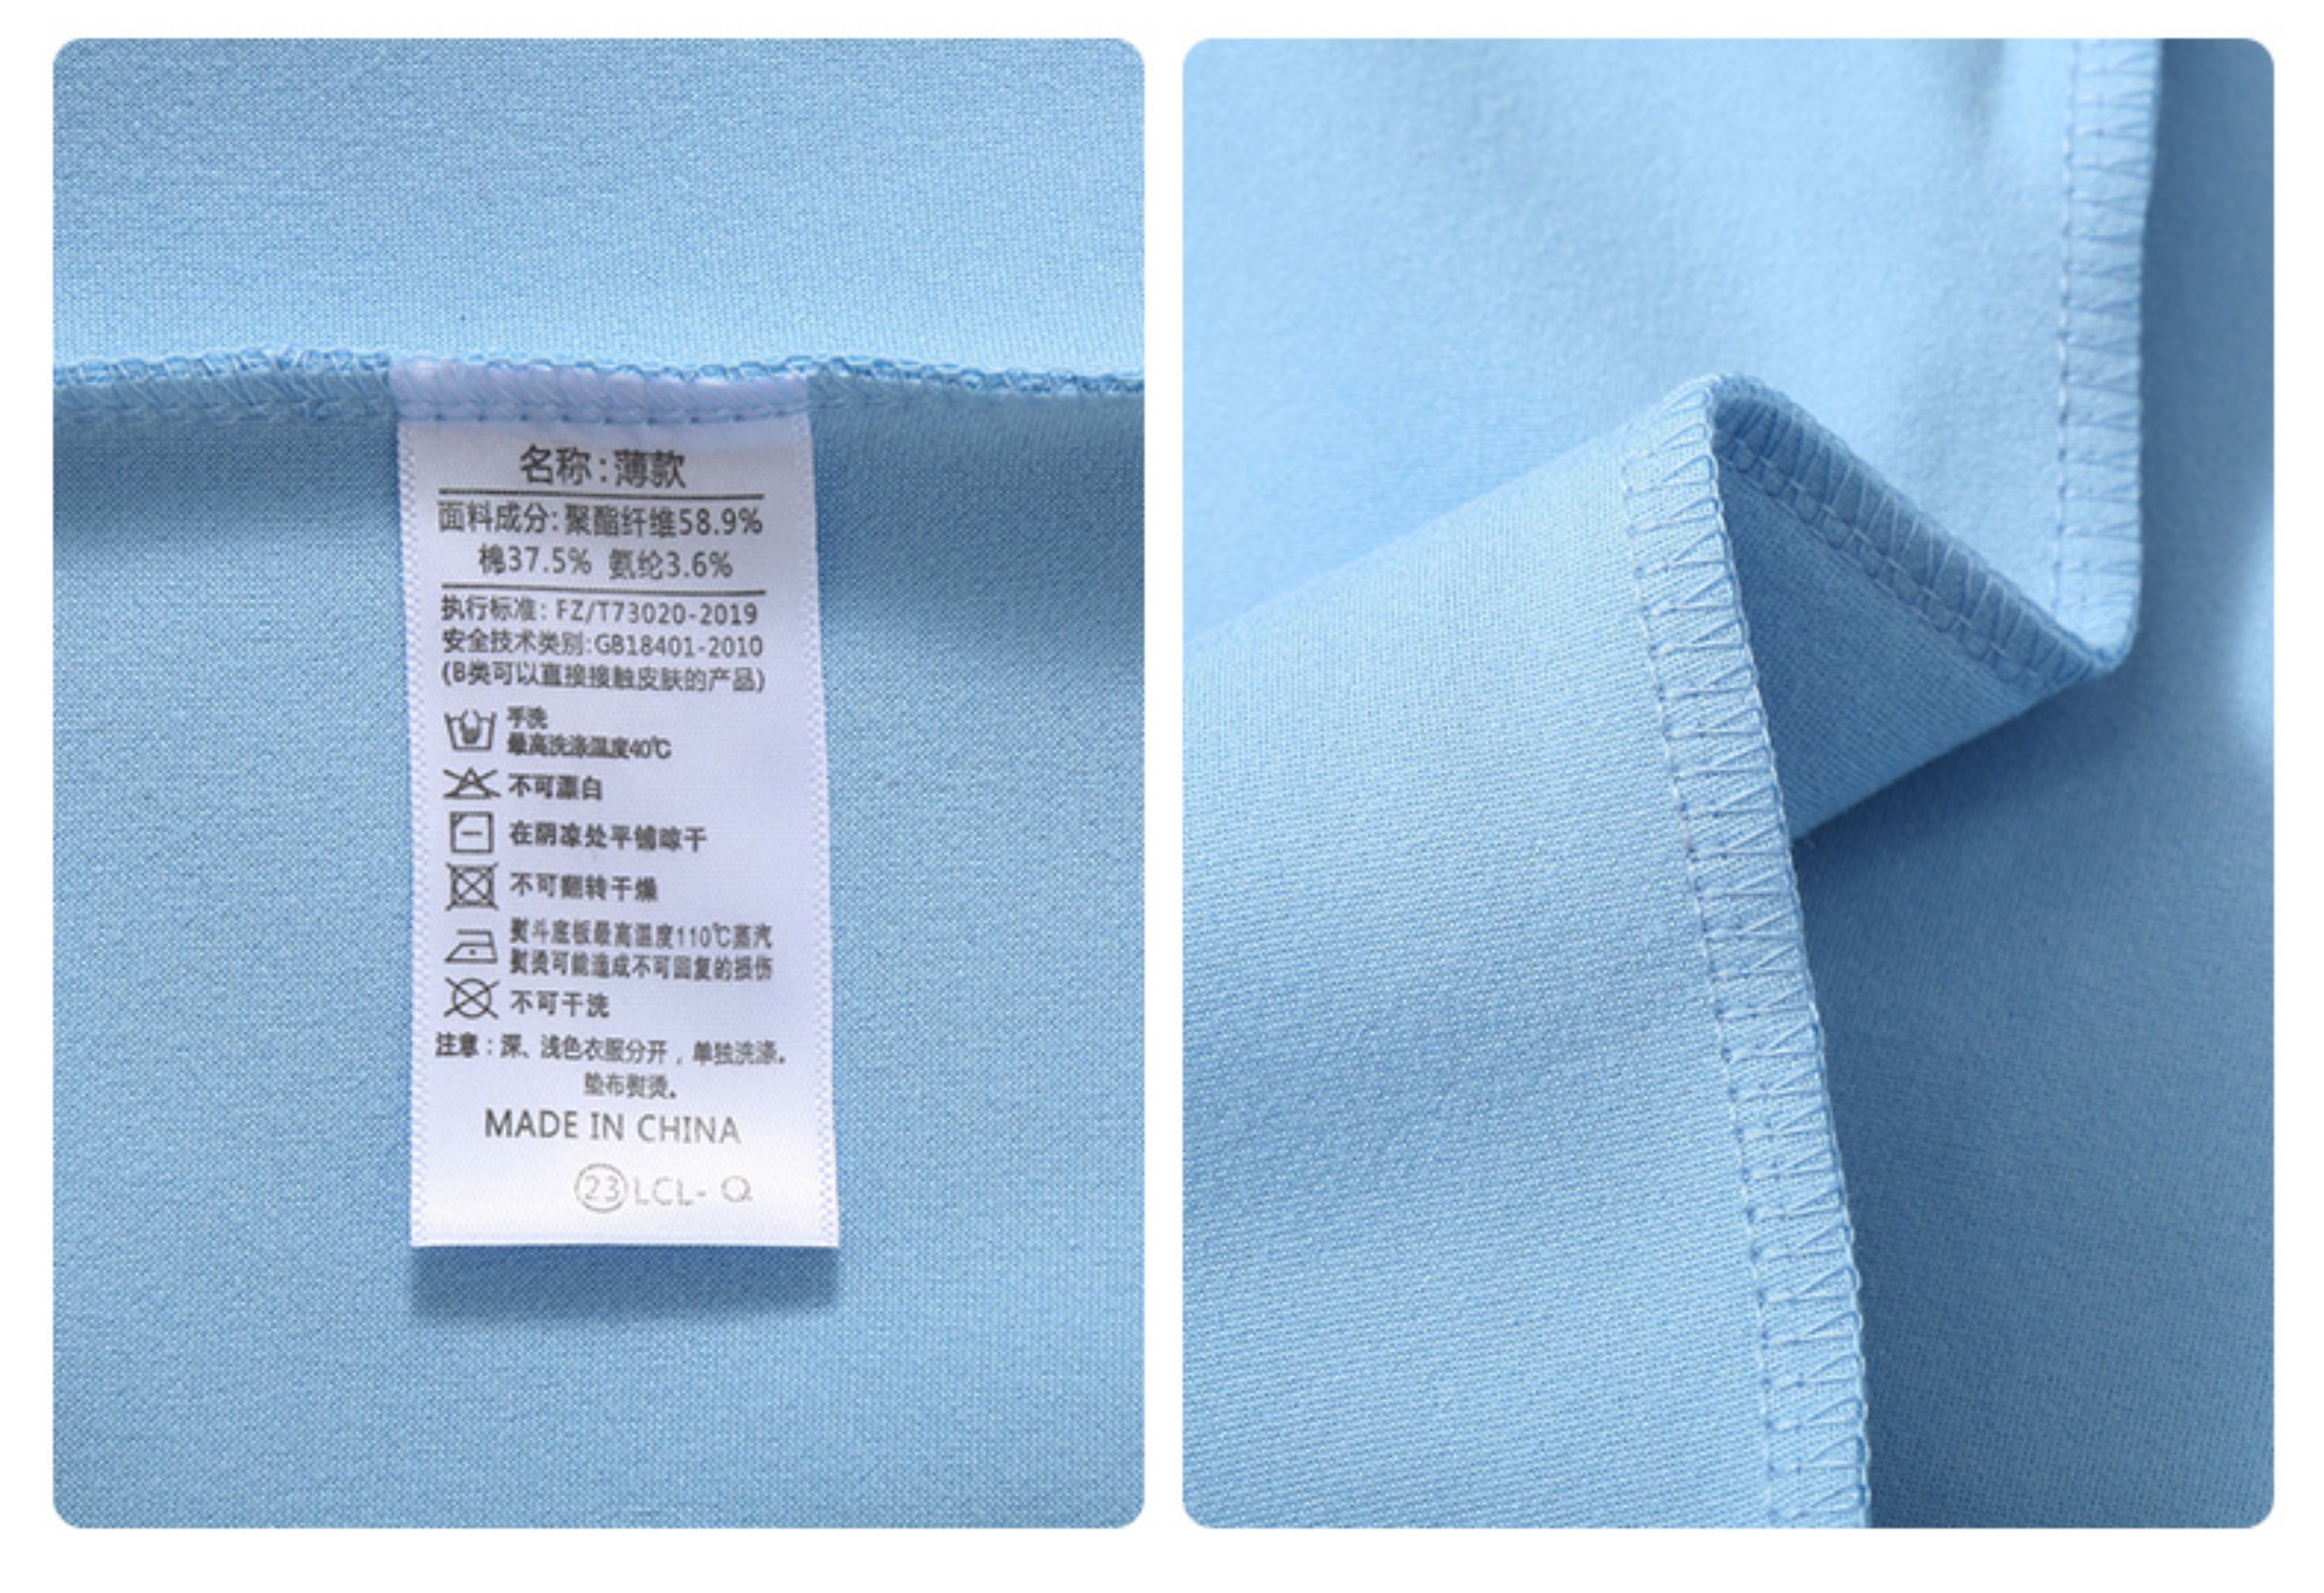 名称:薄款
面料成分:聚酯纤维58.9%
棉37.5% 氨纶3.6%
执行标准: FZ/T73020-2019
安全技术类别:GB18401-2010
(B类可以直接接触皮肤的产品)
手洗
最高洗涤温度40℃
不可漂白
在阴凉处平铺晾干
不可翻转干燥
熨斗底板最高温度110℃蒸汽
熨烫可能造成不可回复的损伤
不可干洗
注意:深、浅色衣服分开,单独洗涤。
垫布熨烫。
MADE IN CHINA
㉓LCL- Q